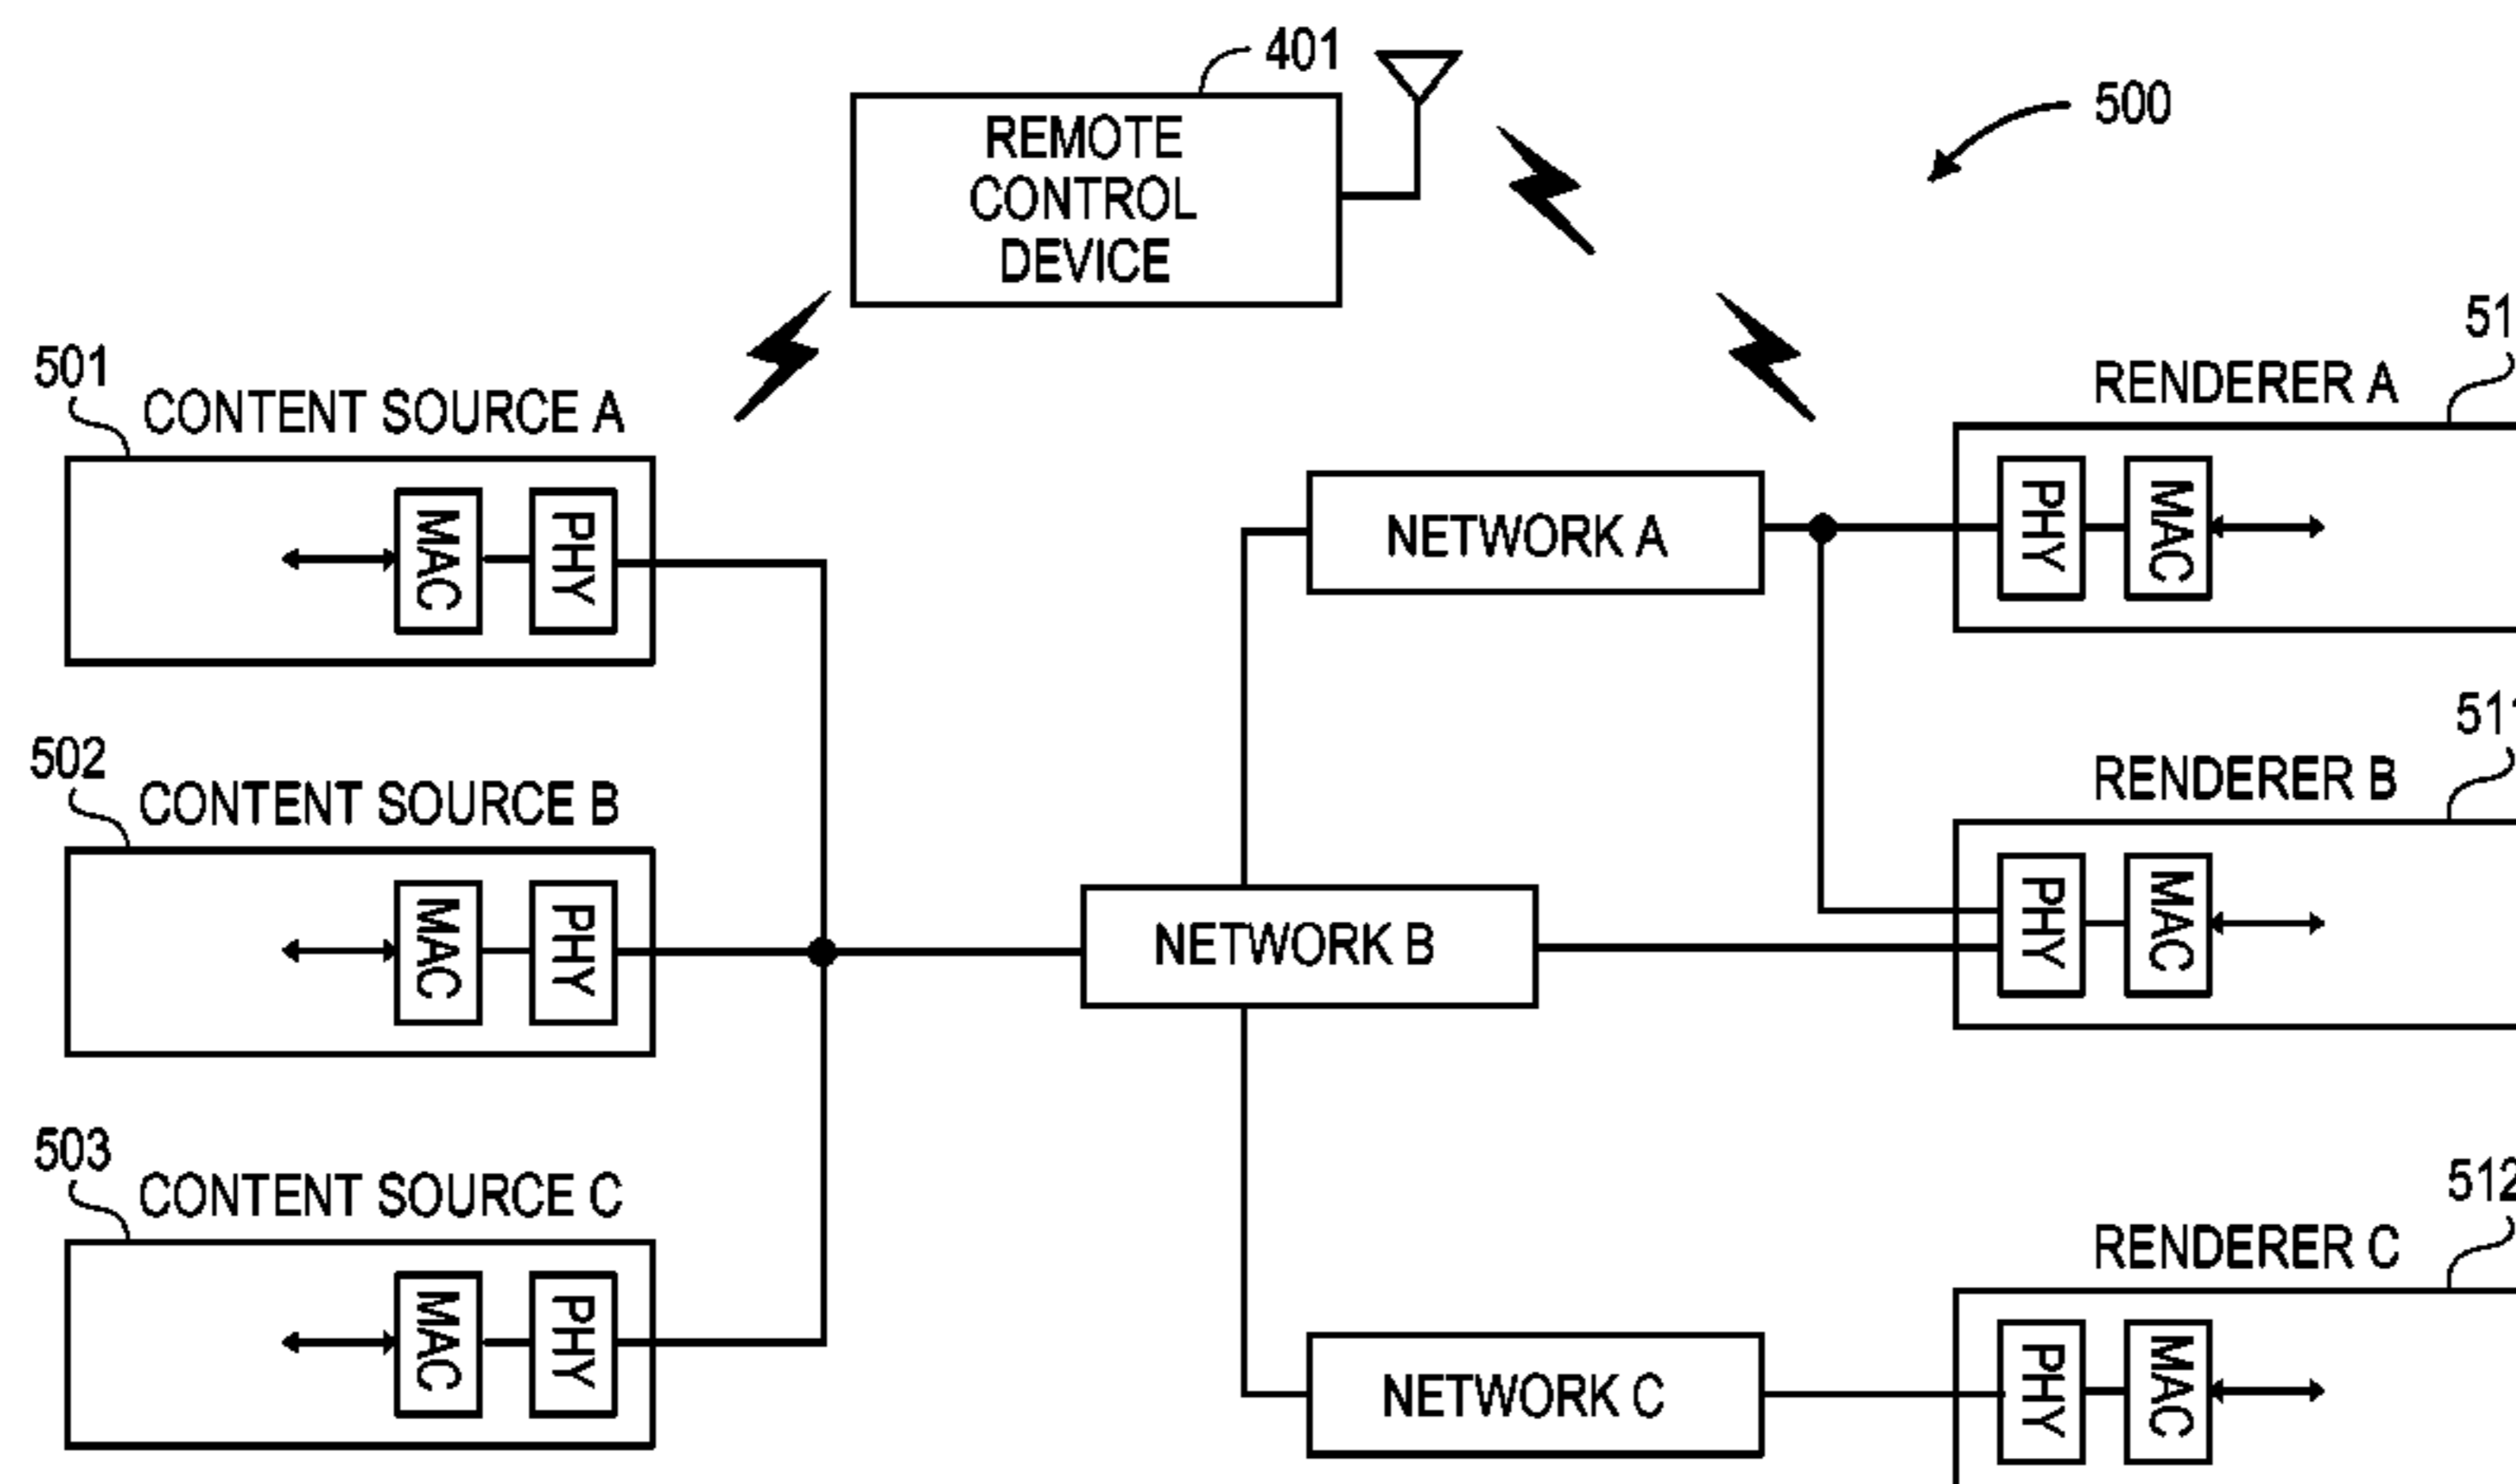 401
REMOTE
CONTROL
DEVICE
500
501
CONTENT SOURCE A
MAC
PHY
NETWORK A
RENDERER A
PHY
MAC
502
CONTENT SOURCE B
MAC
PHY
NETWORK B
RENDERER B
PHY
MAC
503
CONTENT SOURCE C
MAC
PHY
NETWORK C
512
RENDERER C
PHY
MAC